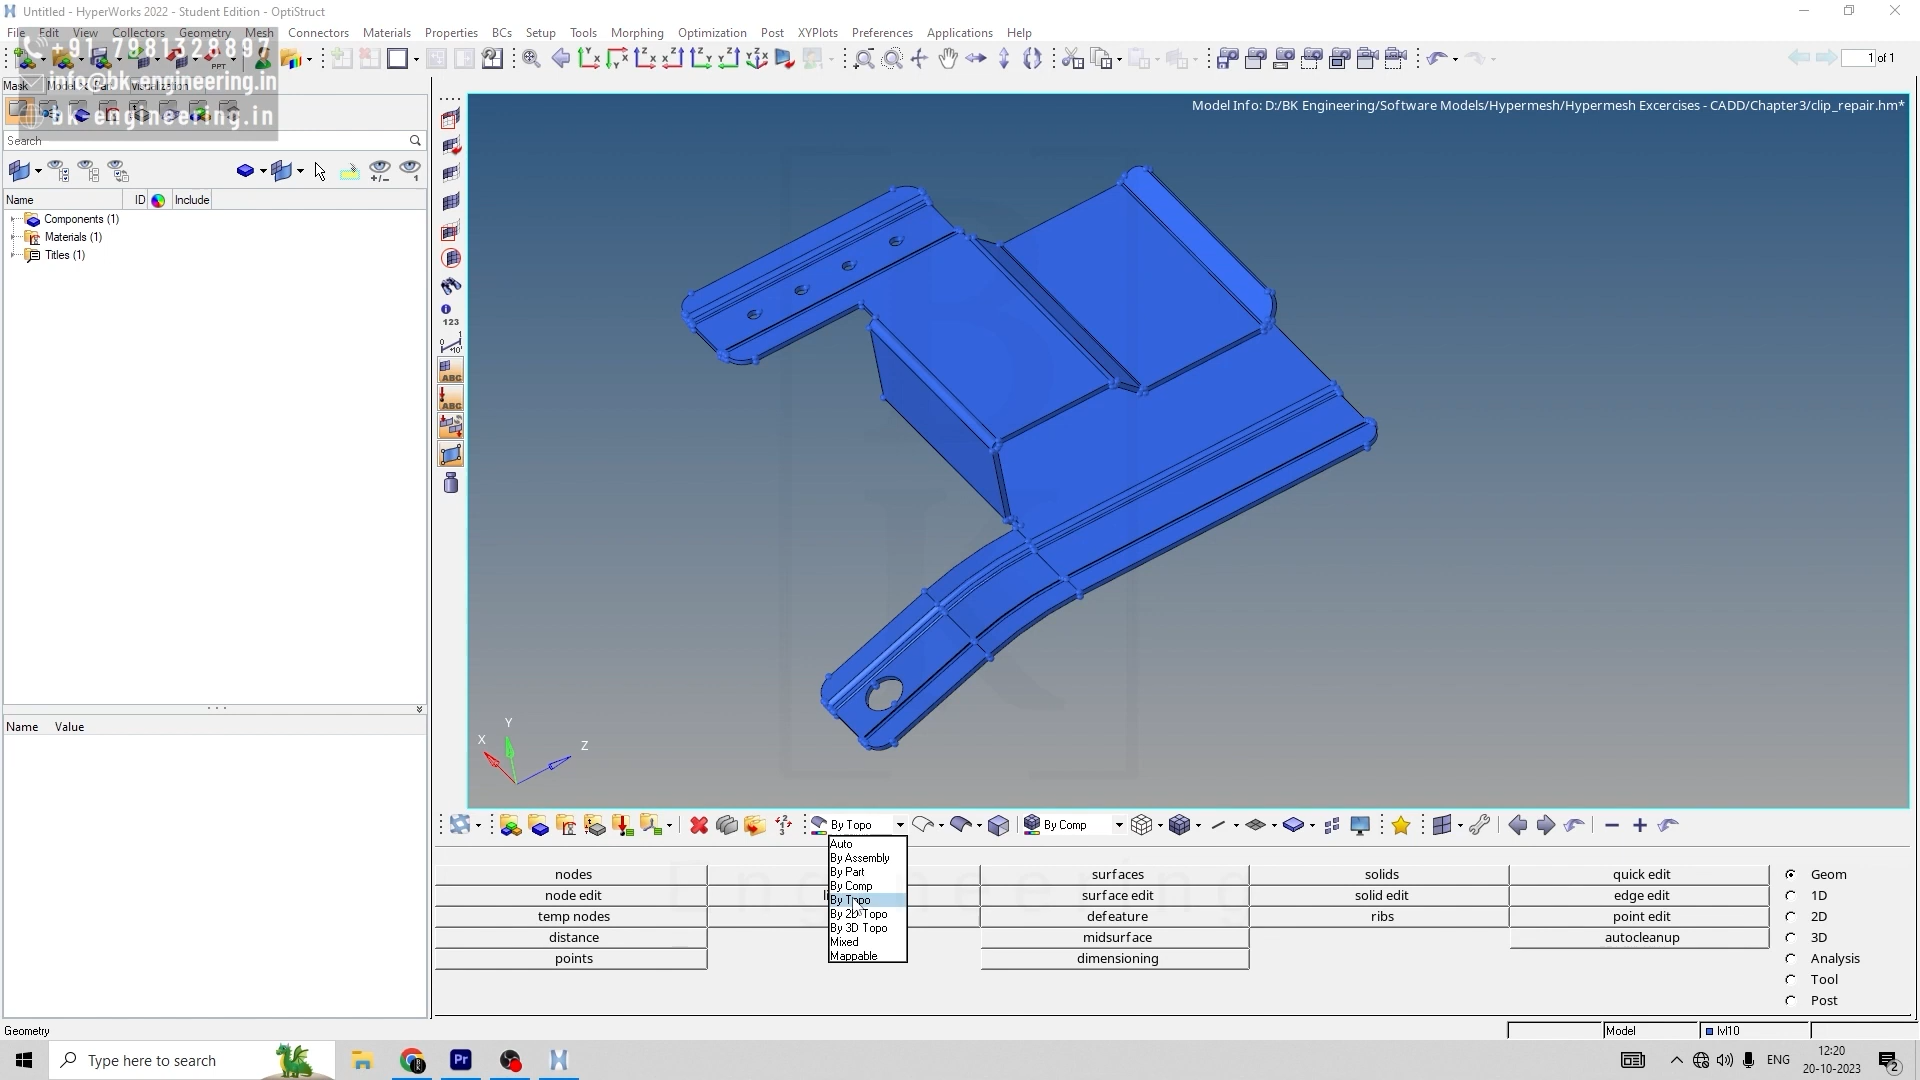 Untitled - HyperWorks 2022 - Student Edition - OptiStruct
File Edit View Collectors Geometry Mesh Connectors Materials Properties BCs Setup Tools Morphing Optimization Post XYPlots Preferences Applications Help
+91 7981328897
info@bk-engineering.in
bk-engineering.in
1 of 1
Mask
Search
Name ID Include
Components (1)
Materials (1)
Titles (1)
Name Value
Model Info: D:/BK Engineering/Software Models/Hypermesh/Hypermesh Excercises - CADD/Chapter3/clip_repair.hm*
123
ABC
ABC
X Y Z
By Topo By Comp
Auto
By Assembly
By Part
By Comp
By Topo
By 2D Topo
By 3D Topo
Mixed
Mappable
nodes surfaces solids quick edit Geom
node edit surface edit solid edit edge edit 1D
temp nodes defeature ribs point edit 2D
distance midsurface autocleanup 3D
points dimensioning Analysis
Tool
Post
Geometry Model lvl10
Type here to search
ENG
12:20
20-10-2023
2